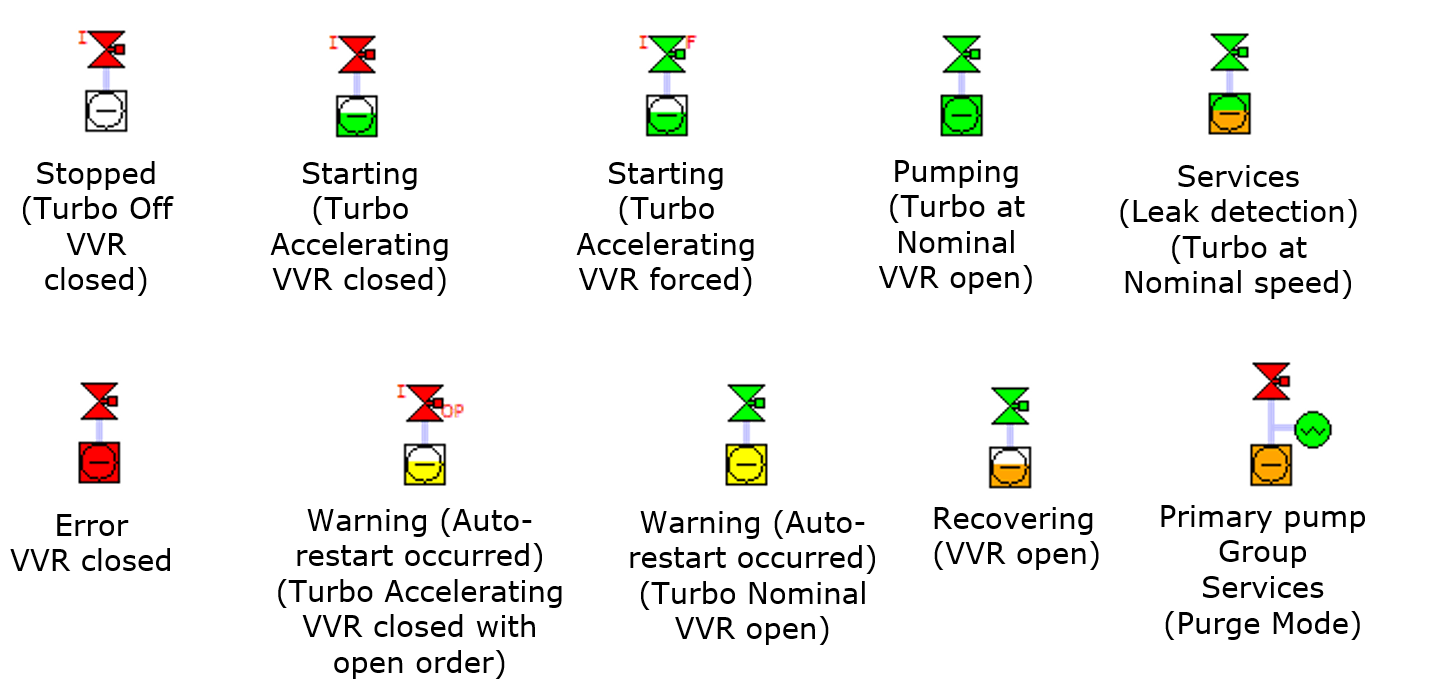 I
I
I F
Stopped
(Turbo Off
VVR
closed)
Starting
(Turbo
Accelerating
VVR closed)
Starting
(Turbo
Accelerating
VVR forced)
Pumping
(Turbo at
Nominal
VVR open)
Services
(Leak detection)
(Turbo at
Nominal speed)
I
OP
Error
VVR closed
Warning (Auto-
restart occurred)
(Turbo Accelerating
VVR closed with
open order)
Warning (Auto-
restart occurred)
(Turbo Nominal
VVR open)
Recovering
(VVR open)
Primary pump
Group
Services
(Purge Mode)